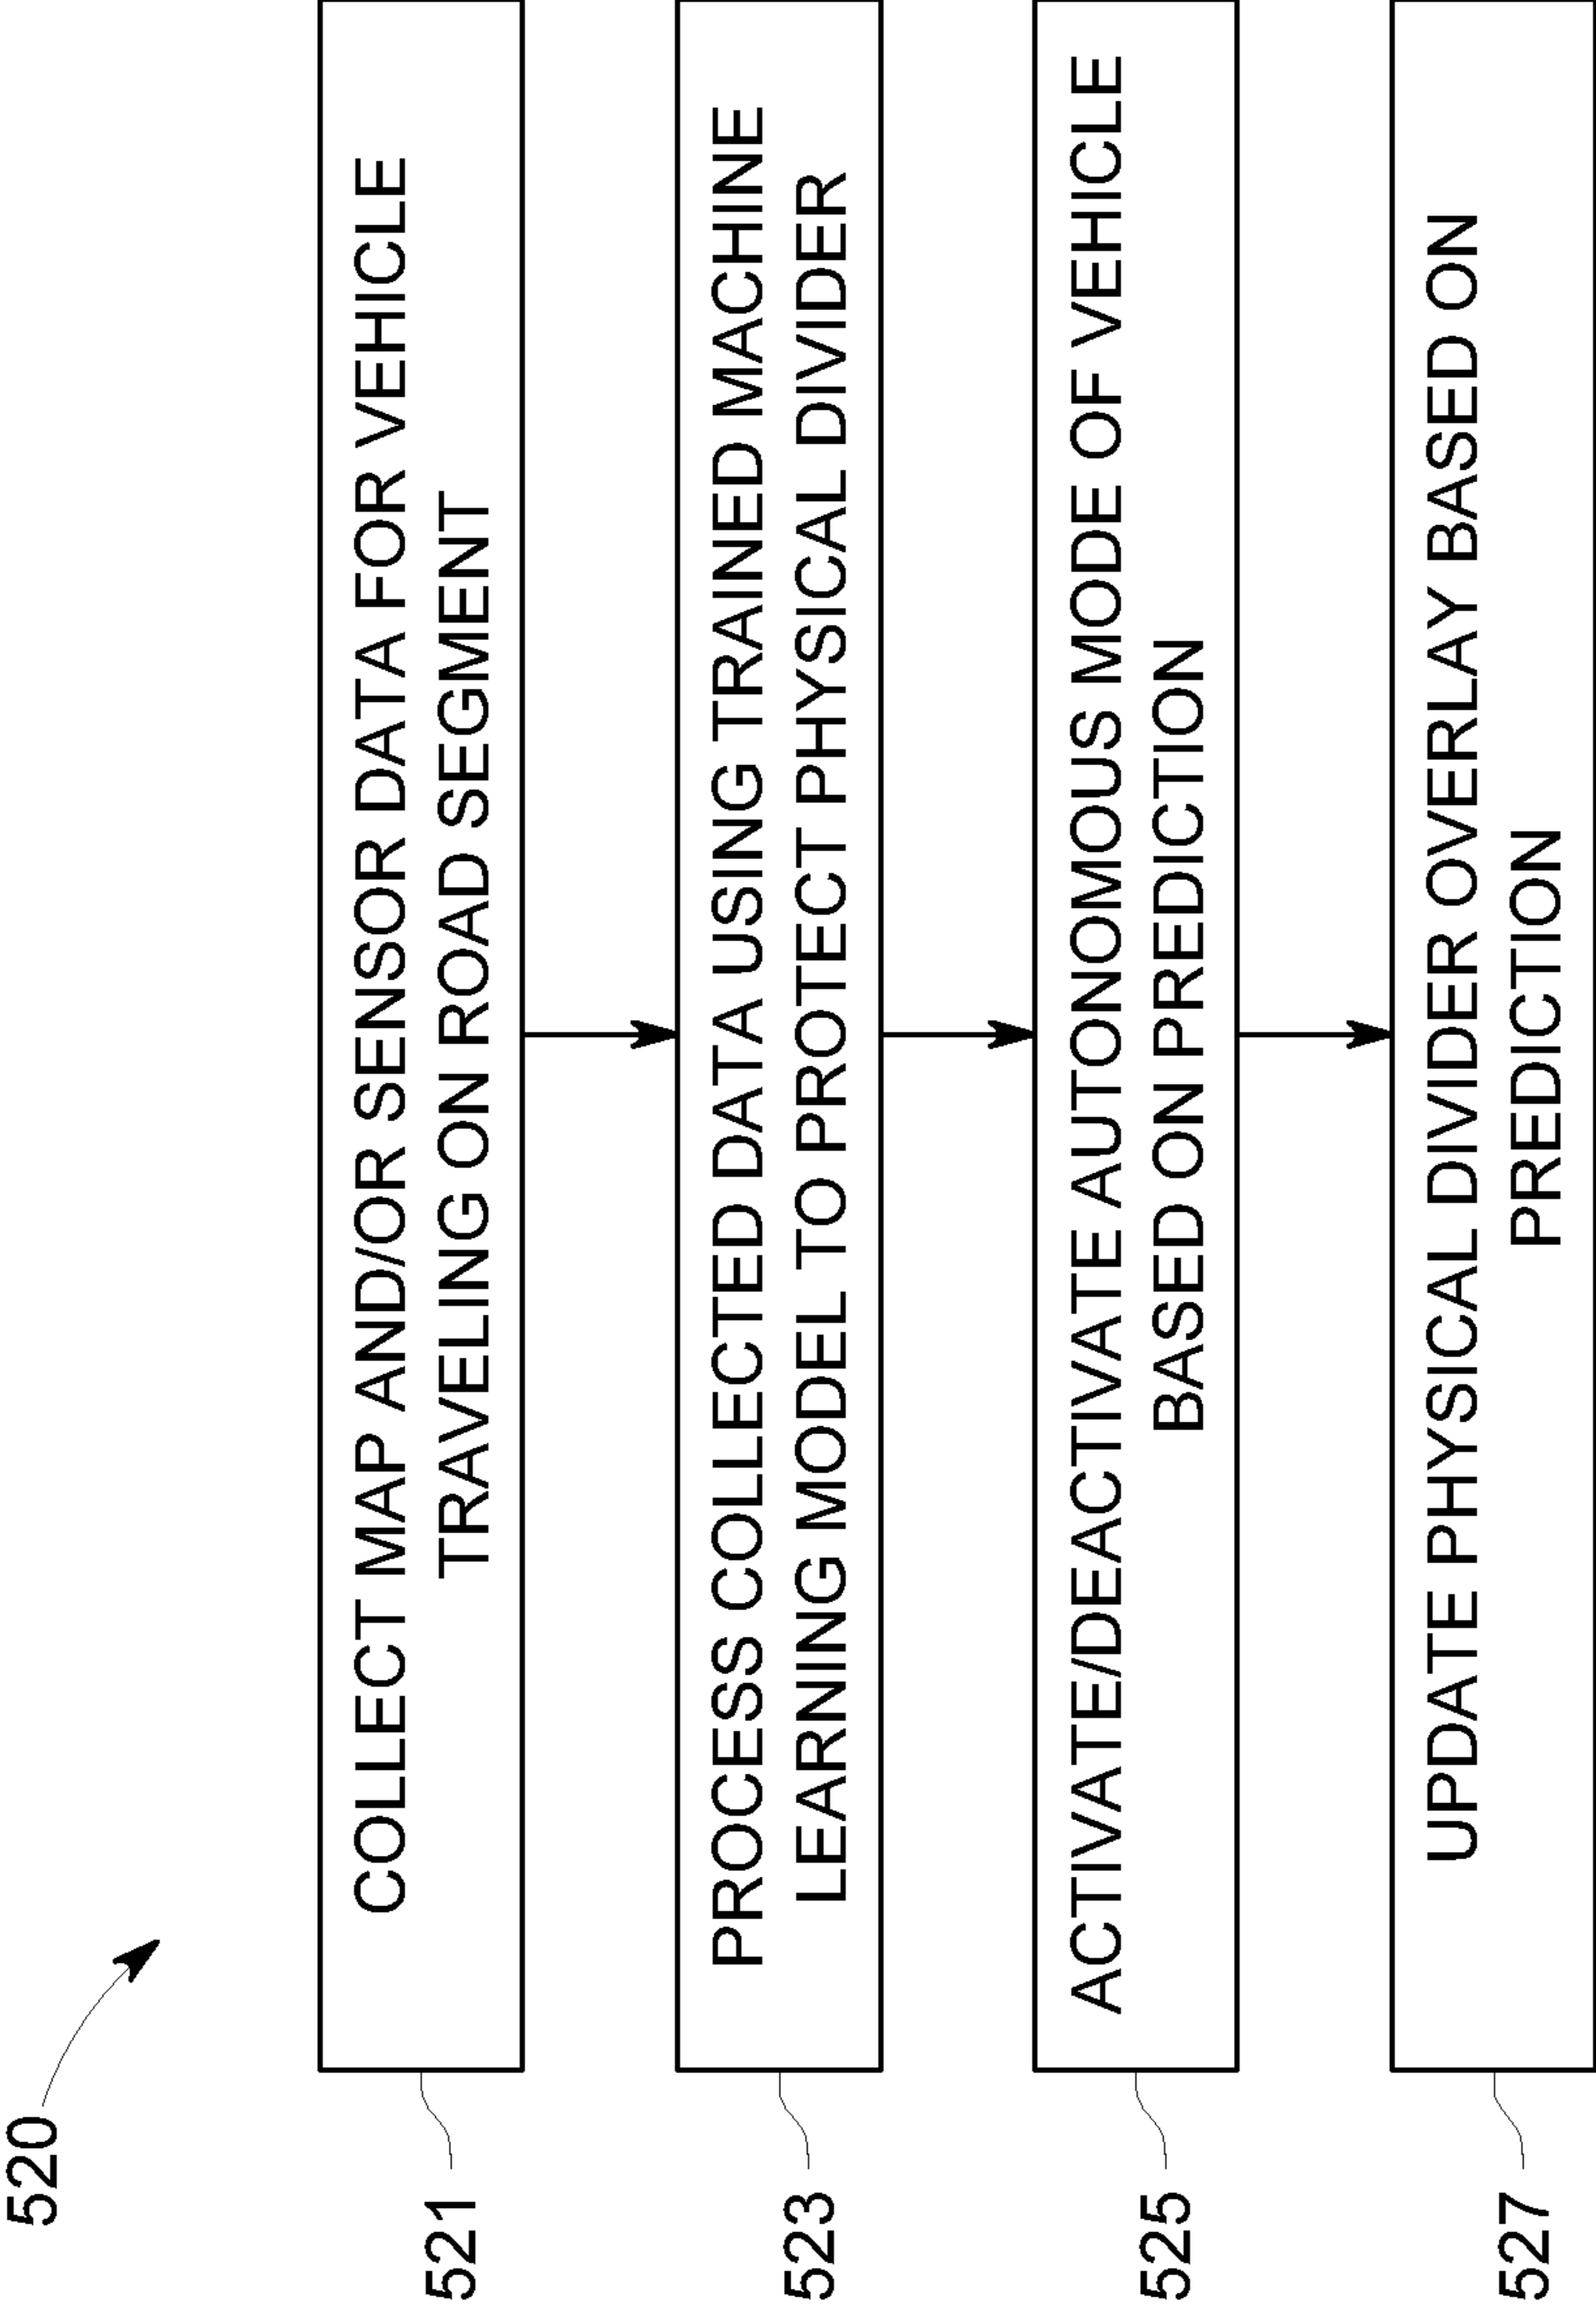 520
521
COLLECT MAP AND/OR SENSOR DATA FOR VEHICLE
TRAVELING ON ROAD SEGMENT
523
PROCESS COLLECTED DATA USING TRAINED MACHINE
LEARNING MODEL TO PROTECT PHYSICAL DIVIDER
525
ACTIVATE/DEACTIVATE AUTONOMOUS MODE OF VEHICLE
BASED ON PREDICTION
527
UPDATE PHYSICAL DIVIDER OVERLAY BASED ON
PREDICTION